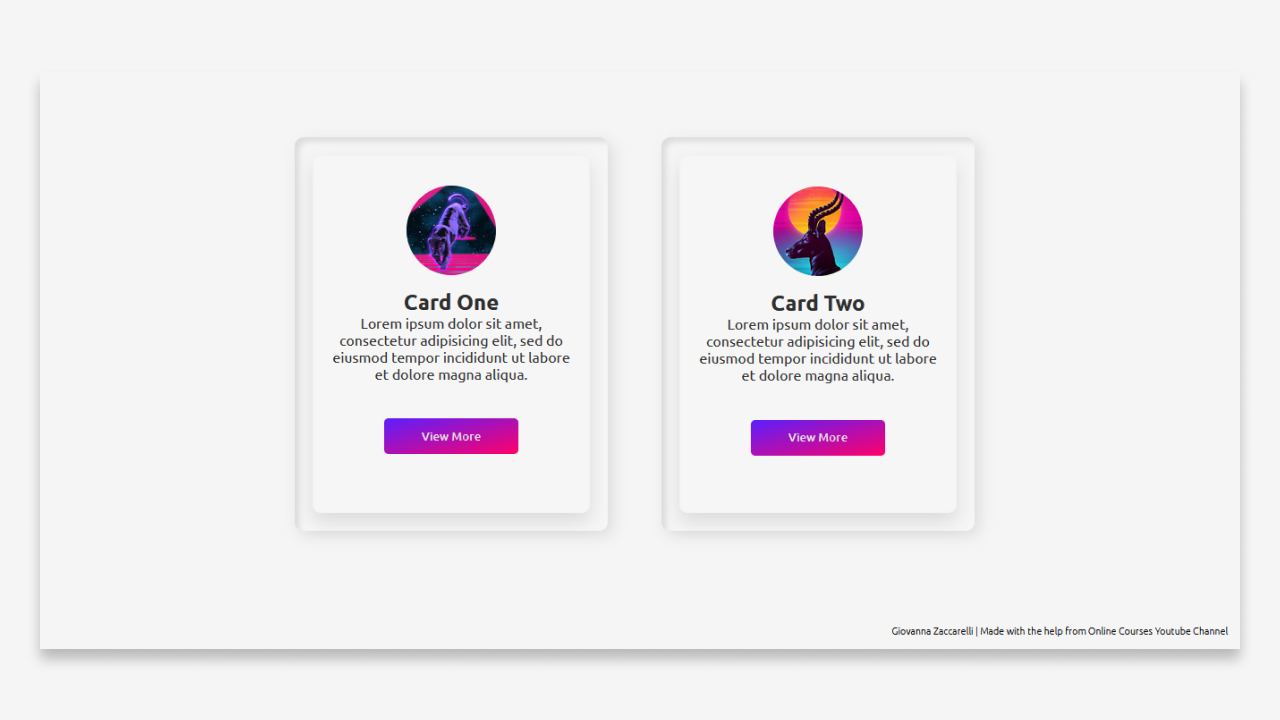 Card One
Lorem ipsum dolor sit amet,
consectetur adipisicing elit, sed do
eiusmod tempor incididunt ut labore
et dolore magna aliqua.
View More
Card Two
Lorem ipsum dolor sit amet,
consectetur adipisicing elit, sed do
eiusmod tempor incididunt ut labore
et dolore magna aliqua.
View More
Giovanna Zaccarelli | Made with the help from Online Courses Youtube Channel